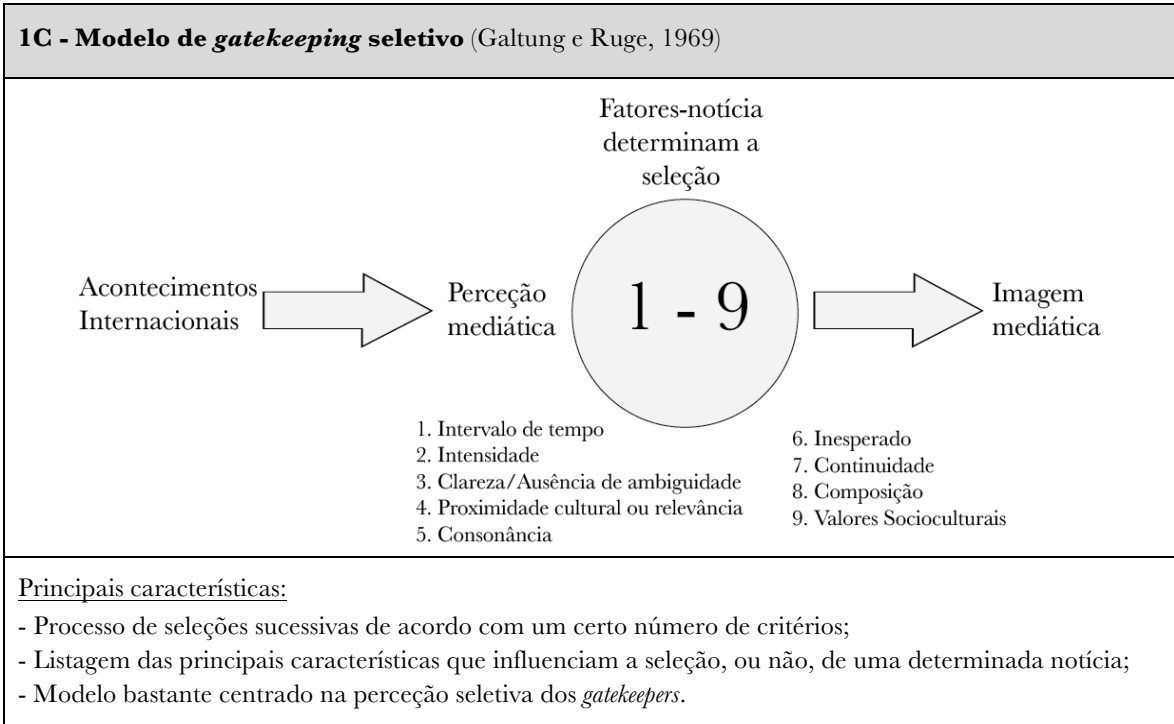 1C - Modelo de gatekeeping seletivo (Galtung e Ruge, 1969)
Fatores-notícia
determinam a
seleção
Acontecimentos
Internacionais
Perceção
mediática
1 - 9
Imagem
mediática
1. Intervalo de tempo
2. Intensidade
3. Clareza/Ausência de ambiguidade
4. Proximidade cultural ou relevância
5. Consonância
6. Inesperado
7. Continuidade
8. Composição
9. Valores Socioculturais
Principais características:
- Processo de seleções sucessivas de acordo com um certo número de critérios;
- Listagem das principais características que influenciam a seleção, ou não, de uma determinada notícia;
- Modelo bastante centrado na perceção seletiva dos gatekeepers.